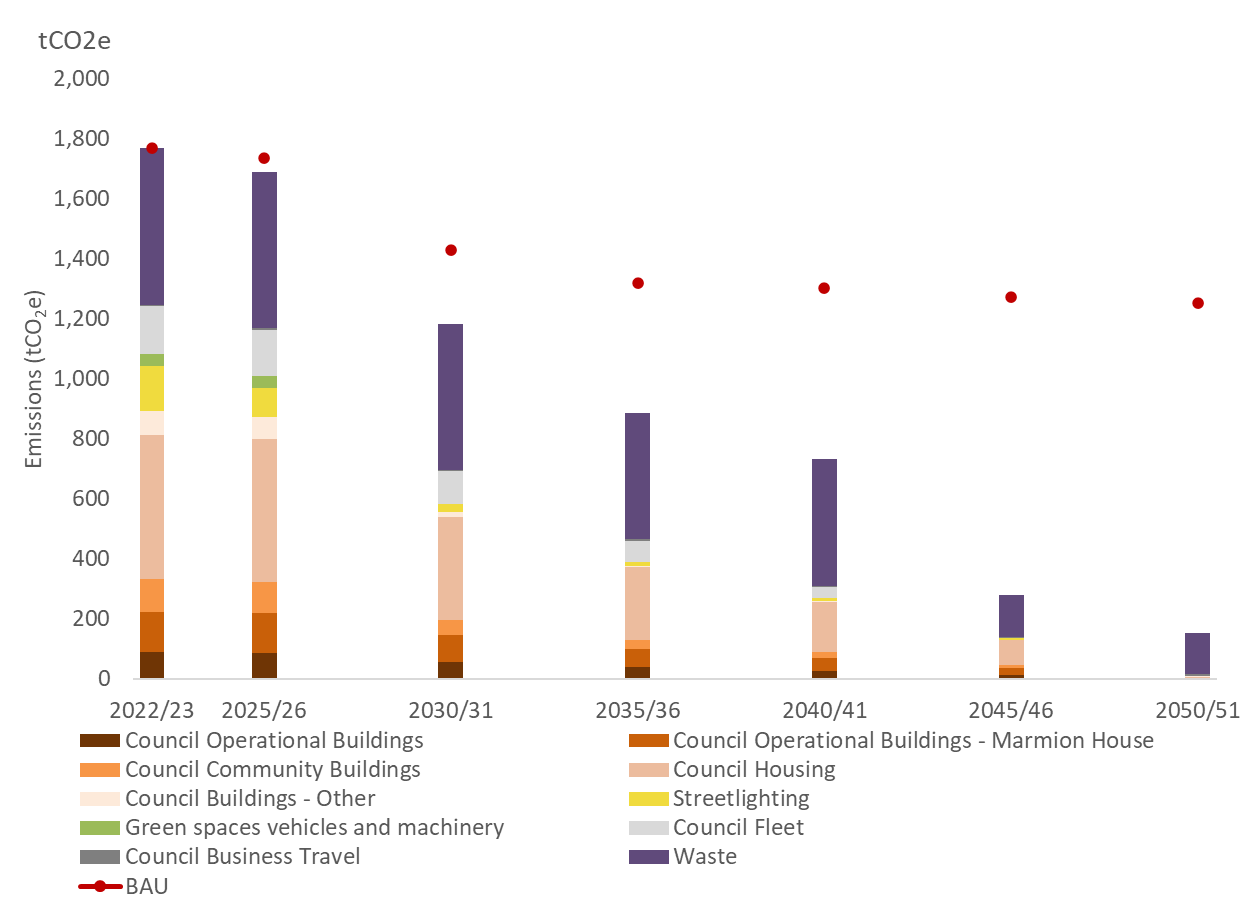 tCO2e
2,000
1,800
1,600
1,400
1,200
1,000
800
600
400
200
0
Emissions (tCO₂e)
2022/23 2025/26 2030/31 2035/36 2040/41 2045/46 2050/51
Council Operational Buildings
Council Operational Buildings - Marmion House
Council Community Buildings
Council Housing
Council Buildings - Other
Streetlighting
Green spaces vehicles and machinery
Council Fleet
Council Business Travel
Waste
BAU